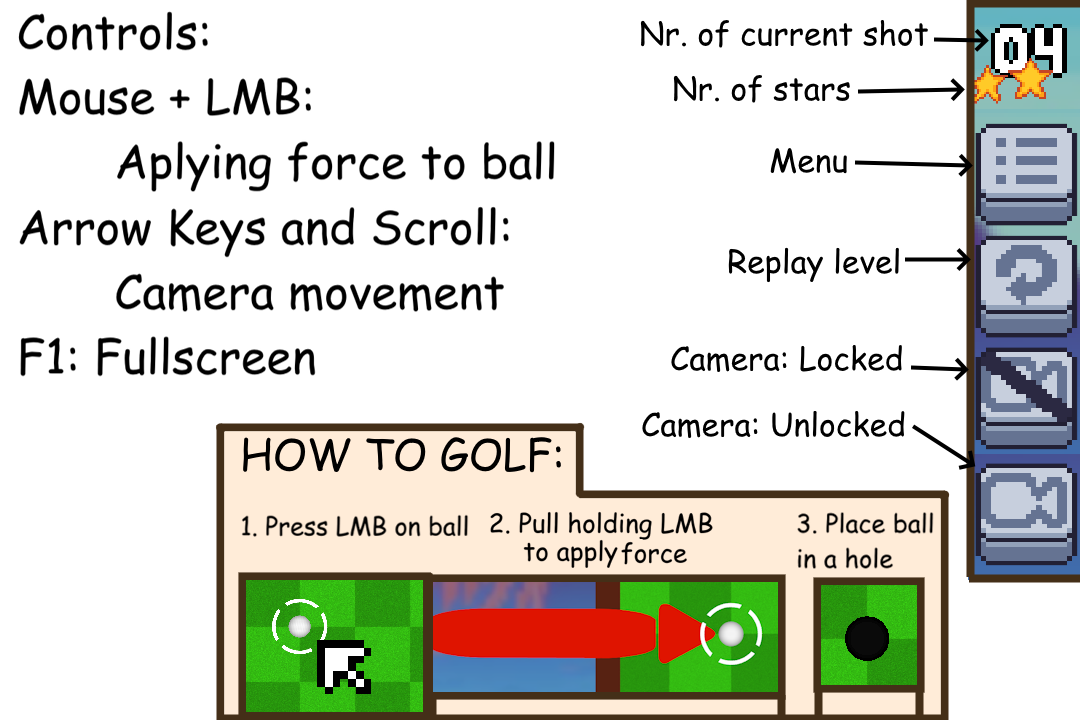 Controls:
Mouse + LMB:
Aplying force to ball
Arrow Keys and Scroll:
Camera movement
F1: Fullscreen
Nr. of current shot
04
Nr. of stars
Menu
Replay level
Camera: Locked
Camera: Unlocked
HOW TO GOLF:
1. Press LMB on ball
2. Pull holding LMB
to apply force
3. Place ball
in a hole